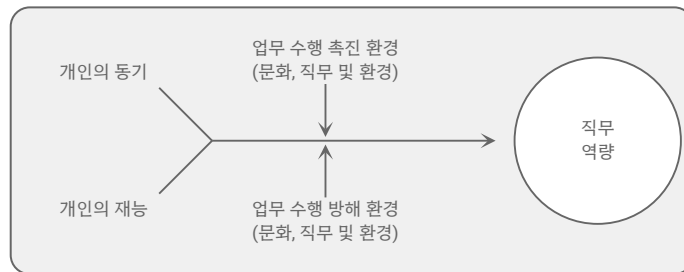 개인의 동기
업무 수행 촉진 환경
(문화, 직무 및 환경)
직무
역량
개인의 재능
업무 수행 방해 환경
(문화, 직무 및 환경)